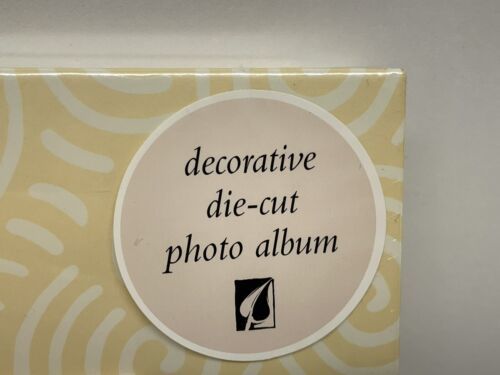 decorative
die-cut
photo album